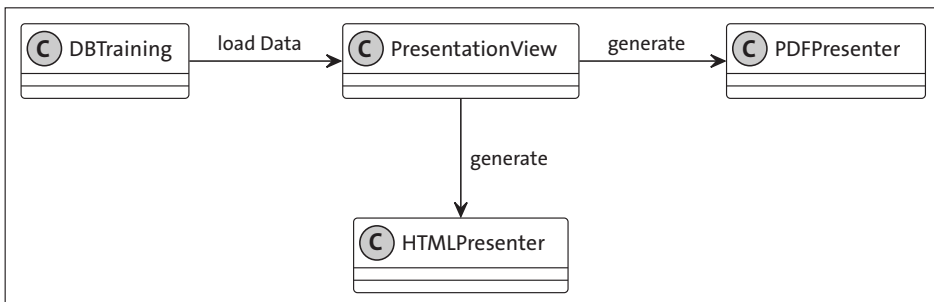 C DBTraining
load Data
C PresentationView
generate
C PDFPresenter
generate
C HTMLPresenter